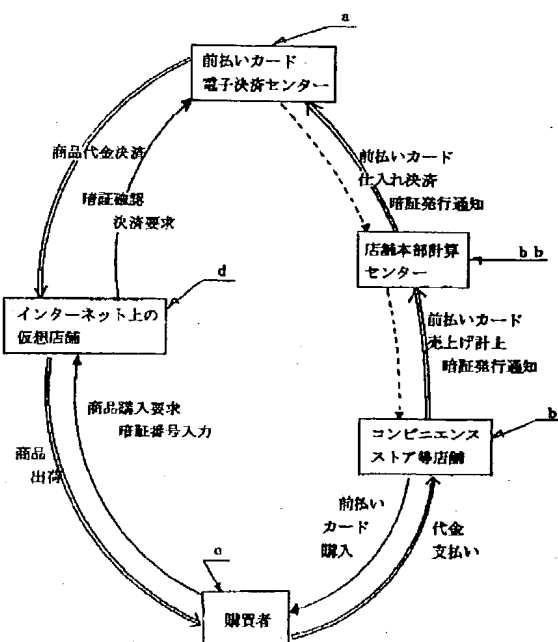 a
前払いカード
電子決済センター
商品代金決済
暗証確認
決済要求
前払いカード
仕入れ決済
暗証発行通知
店舗本部計算
センター
b b
d
インターネット上の
仮想店舗
前払いカード
売上げ計上
暗証発行通知
商品購入要求
暗証番号入力
b
コンビニエンス
ストア等店舗
商品
出荷
前払い
カード
購入
代金
支払い
c
購買者